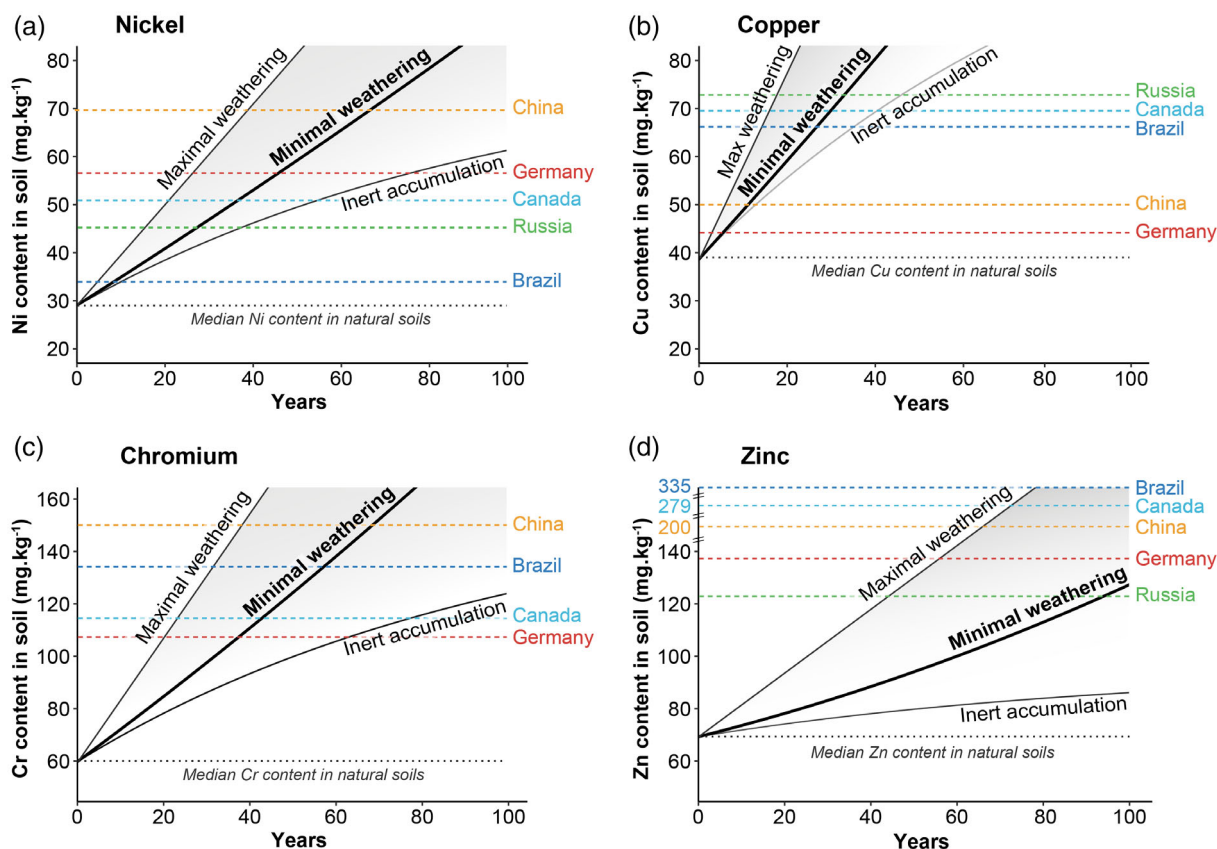 (a) Nickel
Ni content in soil (mg.kg⁻¹)
80
70
60
50
40
30
20
Maximal weathering
Minimal weathering
Inert accumulation
China
Germany
Canada
Russia
Brazil
Median Ni content in natural soils
0 20 40 60 80 100
Years
(b) Copper
Cu content in soil (mg.kg⁻¹)
80
70
60
50
40
30
20
Max weathering
Minimal weathering
Inert accumulation
Russia
Canada
Brazil
China
Germany
Median Cu content in natural soils
0 20 40 60 80 100
Years
(c) Chromium
Cr content in soil (mg.kg⁻¹)
160
140
120
100
80
60
Maximal weathering
Minimal weathering
Inert accumulation
China
Brazil
Canada
Germany
Median Cr content in natural soils
0 20 40 60 80 100
Years
(d) Zinc
Zn content in soil (mg.kg⁻¹)
335
279
200
140
120
100
80
60
Maximal weathering
Minimal weathering
Inert accumulation
Brazil
Canada
China
Germany
Russia
Median Zn content in natural soils
0 20 40 60 80 100
Years